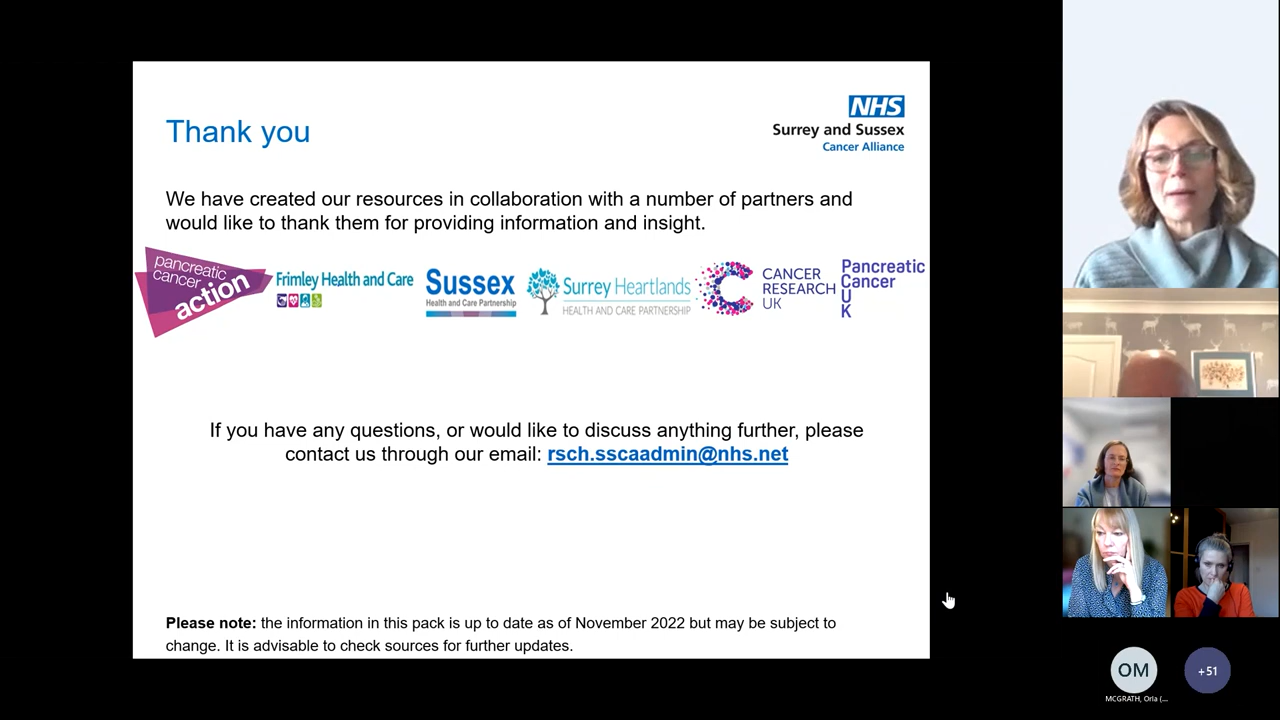 NHS
Thank you
Surrey and Sussex
Cancer Alliance
We have created our resources in collaboration with a number of partners and
would like to thank them for providing information and insight.
pancreatic
cancer
action
Frimley Health and Care
Sussex
Health and Care Partnership
Surrey Heartlands
HEALTH AND CARE PARTNERSHIP
CANCER
RESEARCH
UK
Pancreatic
Cancer
U
K
If you have any questions, or would like to discuss anything further, please
contact us through our email: rsch.sscaadmin@nhs.net
Please note: the information in this pack is up to date as of November 2022 but may be subject to
change. It is advisable to check sources for further updates.
OM
+51
MCGRATH, Orla (...